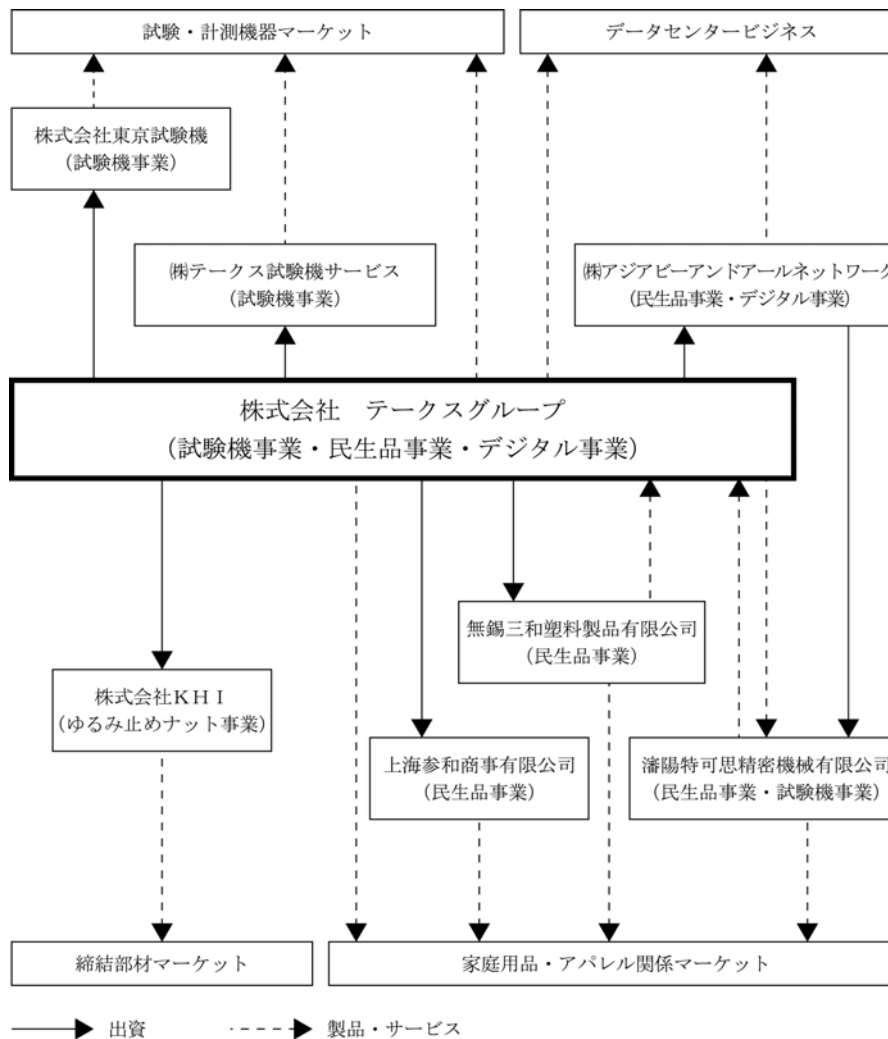 試験・計測機器マーケット
データセンタービジネス
株式会社東京試験機
(試験機事業)
㈱テークス試験機サービス
(試験機事業)
㈱アジアビーアンドアールネットワーク
(民生品事業・デジタル事業)
株式会社 テークスグループ
(試験機事業・民生品事業・デジタル事業)
無錫三和塑料製品有限公司
(民生品事業)
株式会社KHI
(ゆるみ止めナット事業)
上海参和商事有限公司
(民生品事業)
瀋陽特可思精密機械有限公司
(民生品事業・試験機事業)
締結部材マーケット
家庭用品・アパレル関係マーケット
出資
製品・サービス